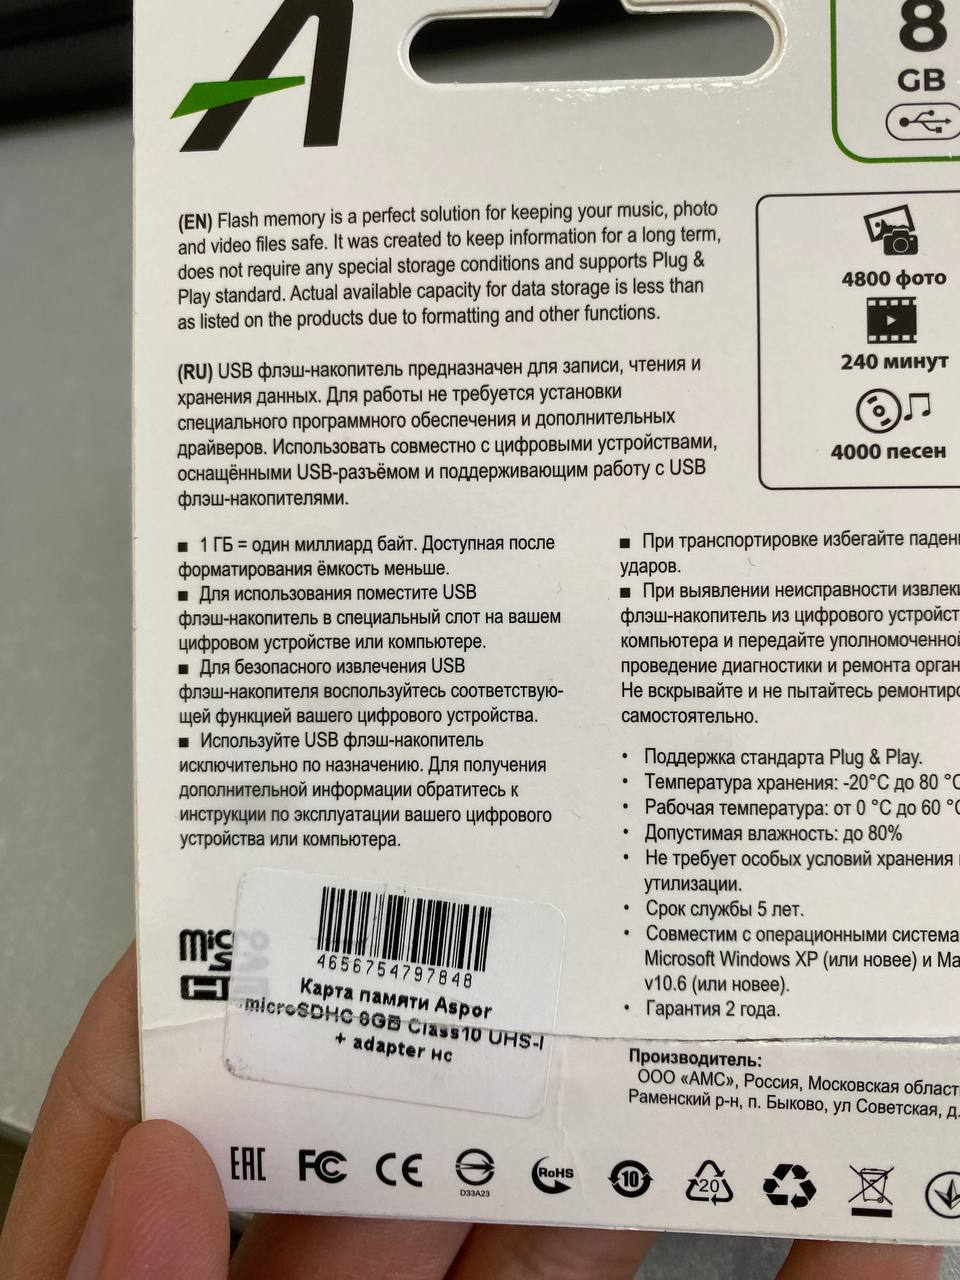 8
GB
(EN) Flash memory is a perfect solution for keeping your music, photo
and video files safe. It was created to keep information for a long term,
does not require any special storage conditions and supports Plug &
Play standard. Actual available capacity for data storage is less than
as listed on the products due to formatting and other functions.
4800 фото
240 минут
4000 песен
(RU) USB флэш-накопитель предназначен для записи, чтения и
хранения данных. Для работы не требуется установки
специального программного обеспечения и дополнительных
драйверов. Использовать совместно с цифровыми устройствами,
оснащёнными USB-разъёмом и поддерживающим работу с USB
флэш-накопителями.
■ 1 ГБ = один миллиард байт. Доступная после
форматирования ёмкость меньше.
■ Для использования поместите USB
флэш-накопитель в специальный слот на вашем
цифровом устройстве или компьютере.
■ Для безопасного извлечения USB
флэш-накопителя воспользуйтесь соответствую-
щей функцией вашего цифрового устройства.
■ Используйте USB флэш-накопитель
исключительно по назначению. Для получения
дополнительной информации обратитесь к
инструкции по эксплуатации вашего цифрового
устройства или компьютера.
■ При транспортировке избегайте
ударов.
■ При выявлении неисправности
флэш-накопитель из цифрового
компьютера и передайте
проведение диагностики и ремонта
Не вскрывайте и не пытайтесь
самостоятельно.
• Поддержка стандарта Plug & Play.
• Температура хранения: -20°C до 80 °C
• Рабочая температура: от 0 °C до 60 °C
• Допустимая влажность: до 80%
• Не требует особых условий хранения
утилизации.
• Срок службы 5 лет.
• Совместим с операционными
Microsoft Windows XP (или новее) и
v10.6 (или новее).
• Гарантия 2 года.
4656754797848
Карта памяти Aspor
microSDHC 8GB Class10 UHS-I
+ adapter нс
Производитель:
ООО «АМС», Россия, Московская
Раменский р-н, п. Быково, ул Советская, д.
EAC FC CE D33A23 RoHS 10 20